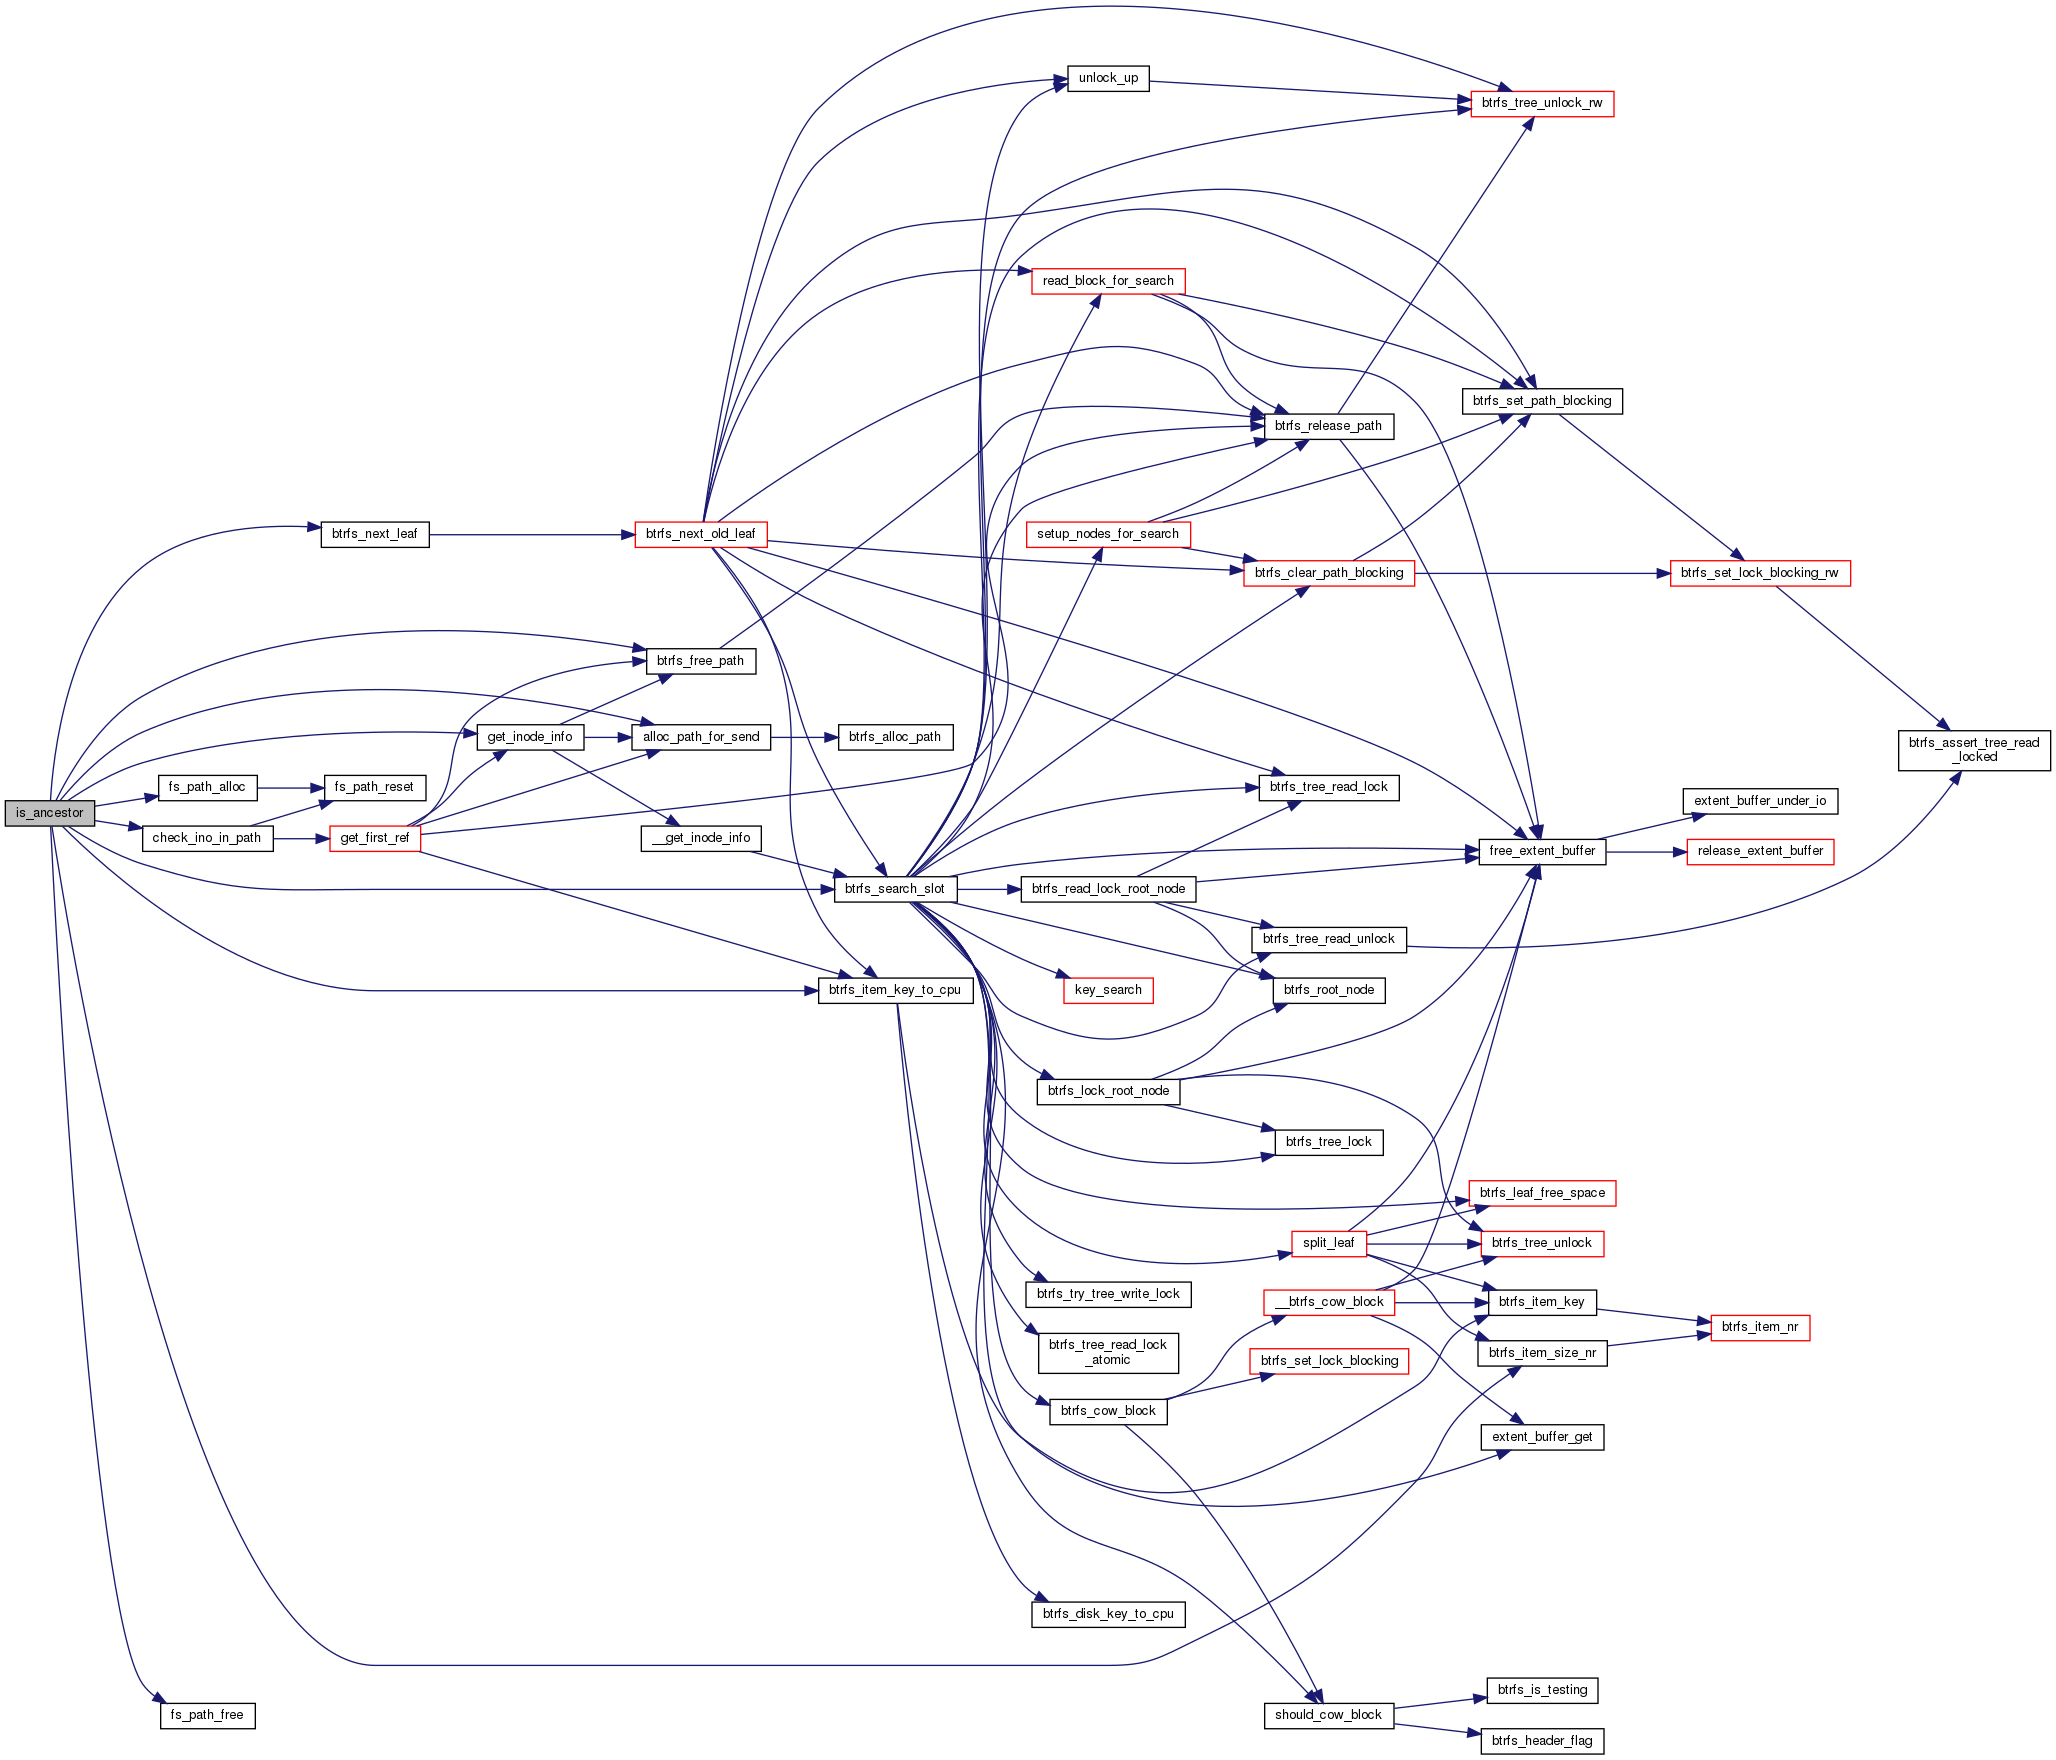 unlock_up
btrfs_tree_unlock_rw
read_block_for_search
btrfs_set_path_blocking
btrfs_release_path
btrfs_next_leaf
btrfs_next_old_leaf
setup_nodes_for_search
btrfs_clear_path_blocking
btrfs_set_lock_blocking_rw
btrfs_free_path
get_inode_info
alloc_path_for_send
btrfs_alloc_path
btrfs_assert_tree_read
_locked
fs_path_alloc
fs_path_reset
btrfs_tree_read_lock
extent_buffer_under_io
is_ancestor
check_ino_in_path
get_first_ref
__get_inode_info
free_extent_buffer
release_extent_buffer
btrfs_search_slot
btrfs_read_lock_root_node
btrfs_tree_read_unlock
btrfs_item_key_to_cpu
key_search
btrfs_root_node
btrfs_lock_root_node
btrfs_tree_lock
btrfs_leaf_free_space
split_leaf
btrfs_tree_unlock
btrfs_try_tree_write_lock
__btrfs_cow_block
btrfs_item_key
btrfs_item_nr
btrfs_tree_read_lock
_atomic
btrfs_set_lock_blocking
btrfs_item_size_nr
btrfs_cow_block
extent_buffer_get
btrfs_disk_key_to_cpu
fs_path_free
should_cow_block
btrfs_is_testing
btrfs_header_flag